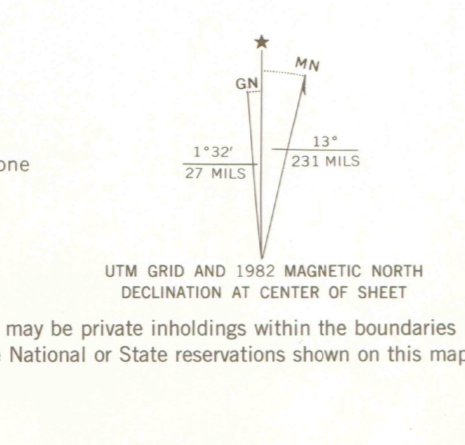 ★
MN
GN
one
1°32'
27 MILS
13°
231 MILS
UTM GRID AND 1982 MAGNETIC NORTH
DECLINATION AT CENTER OF SHEET
may be private inholdings within the boundaries
National or State reservations shown on this map